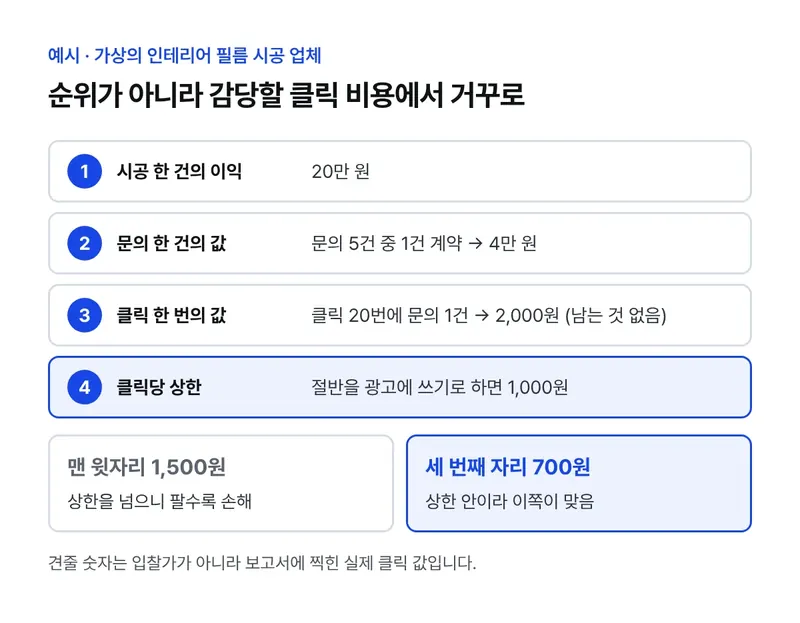 예시 · 가상의 인테리어 필름 시공 업체
순위가 아니라 감당할 클릭 비용에서 거꾸로
1 시공 한 건의 이익 20만 원
2 문의 한 건의 값 문의 5건 중 1건 계약 → 4만 원
3 클릭 한 번의 값 클릭 20번에 문의 1건 → 2,000원 (남는 것 없음)
4 클릭당 상한 절반을 광고에 쓰기로 하면 1,000원
맨 윗자리 1,500원
상한을 넘으니 팔수록 손해
세 번째 자리 700원
상한 안이라 이쪽이 맞음
견줄 숫자는 입찰가가 아니라 보고서에 찍힌 실제 클릭 값입니다.